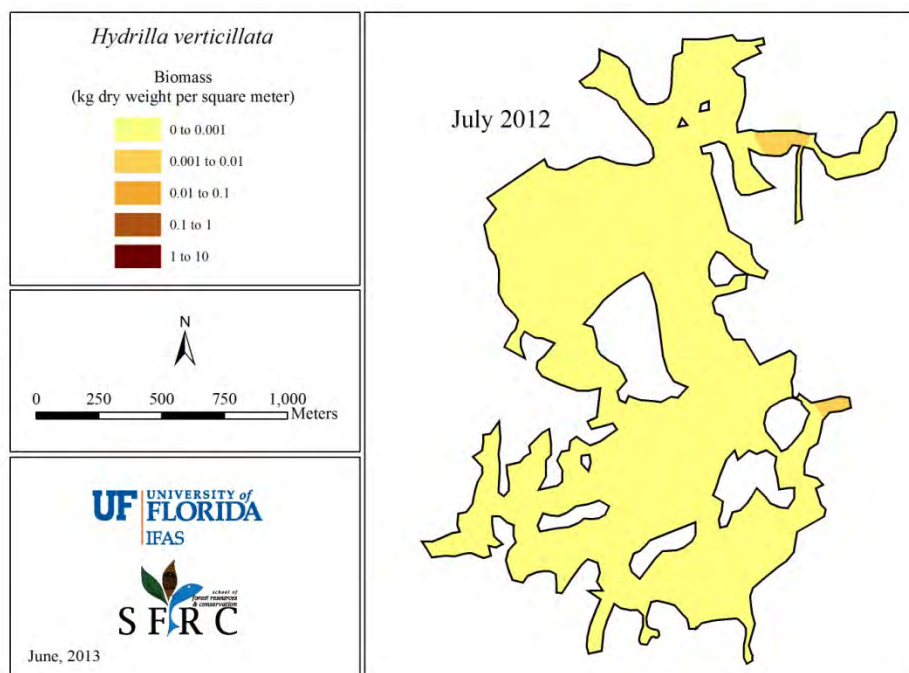 Hydrilla verticillata
Biomass
(kg dry weight per square meter)
0 to 0.001
0.001 to 0.01
0.01 to 0.1
0.1 to 1
1 to 10
July 2012
N
0 250 500 750 1,000
Meters
UF UNIVERSITY of
FLORIDA
IFAS
school of
forest resources
& conservation
SFRC
June, 2013